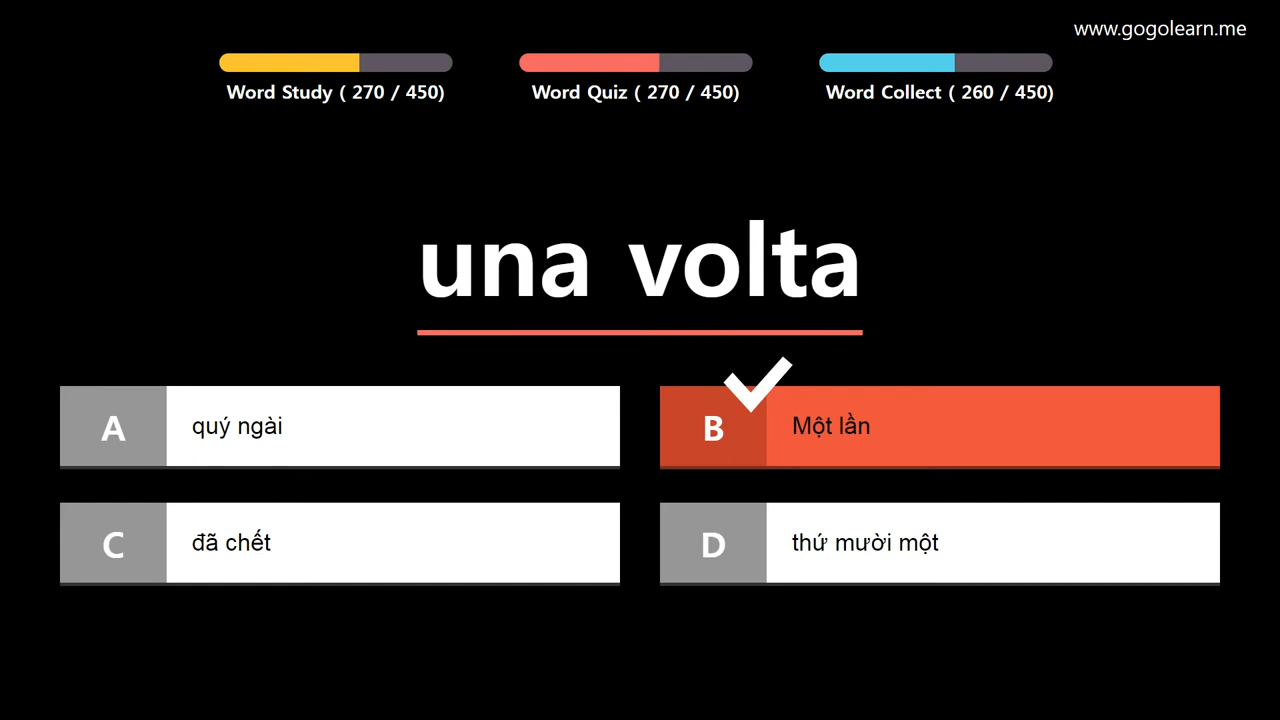 www.gogolearn.me
Word Study ( 270 / 450)
Word Quiz ( 270 / 450)
Word Collect ( 260 / 450)
una volta
A
quý ngài
B
Một lần
C
đã chết
D
thứ mười một